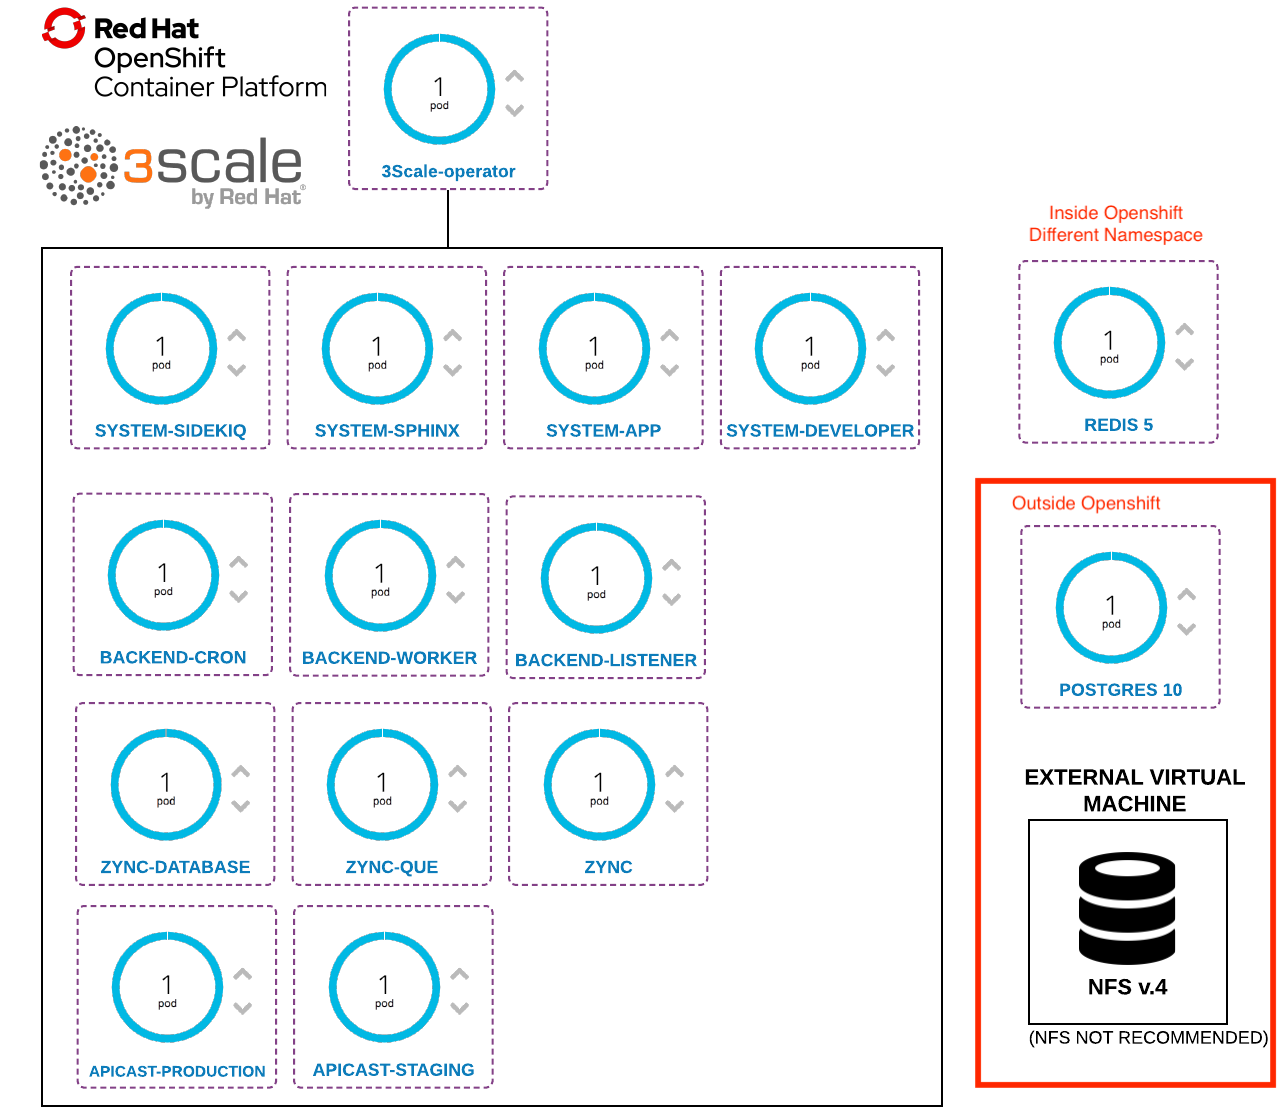 Red Hat
OpenShift
Container Platform
3scale
by Red Hat®
1
pod
3Scale-operator
Inside Openshift
Different Namespace
1
pod
SYSTEM-SIDEKIQ
1
pod
SYSTEM-SPHINX
1
pod
SYSTEM-APP
1
pod
SYSTEM-DEVELOPER
1
pod
REDIS 5
1
pod
BACKEND-CRON
1
pod
BACKEND-WORKER
1
pod
BACKEND-LISTENER
Outside Openshift
1
pod
POSTGRES 10
1
pod
ZYNC-DATABASE
1
pod
ZYNC-QUE
1
pod
ZYNC
EXTERNAL VIRTUAL
MACHINE
NFS v.4
(NFS NOT RECOMMENDED)
1
pod
APICAST-PRODUCTION
1
pod
APICAST-STAGING